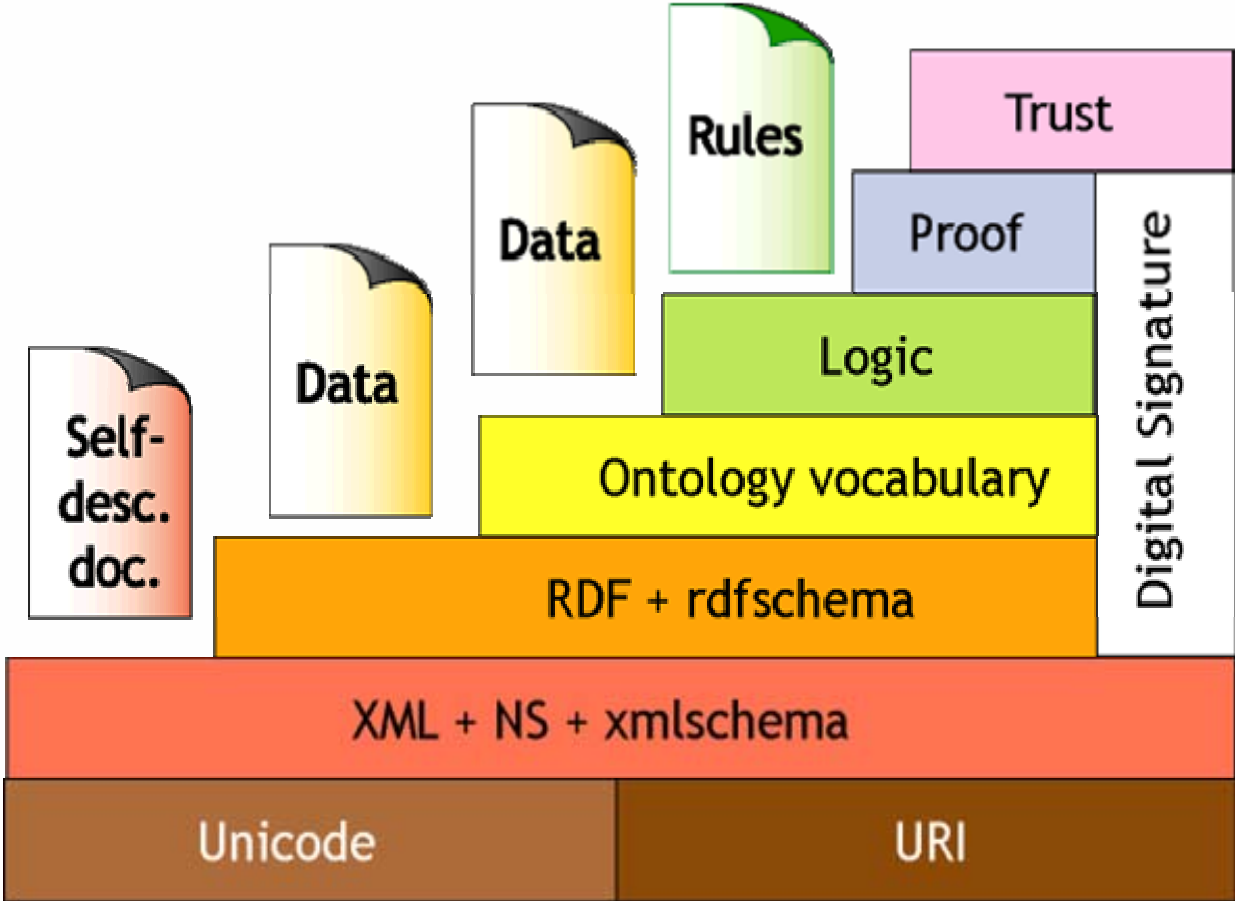 Rules
Trust
Data
Proof
Data
Logic
Self-
desc.
doc.
Ontology vocabulary
Digital Signature
RDF + rdfschema
XML + NS + xmlschema
Unicode
URI